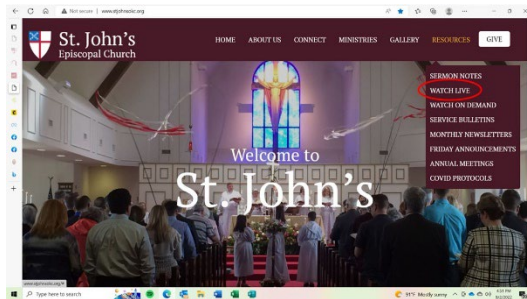 Not secure | www.stjohnsokc.org
St. John's
Episcopal Church
HOME ABOUT US CONNECT MINISTRIES GALLERY RESOURCES GIVE
SERMON NOTES
WATCH LIVE
WATCH ON DEMAND
SERVICE BULLETINS
MONTHLY NEWSLETTERS
FRIDAY ANNOUNCEMENTS
ANNUAL MEETINGS
COVID PROTOCOLS
Welcome to
St. John's
Type here to search
91°F Mostly sunny